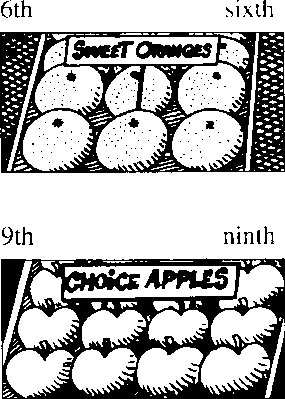 6th sixth
SWEET ORANGES
9th ninth
CHOICE APPLES